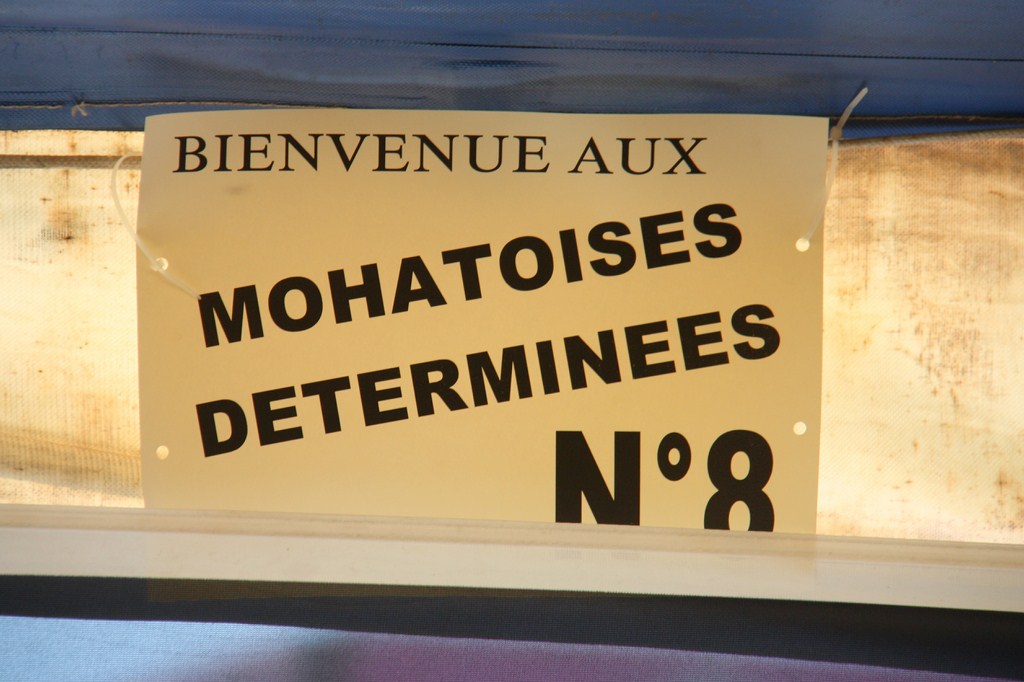 BIENVENUE AUX
MOHATOISES
DETERMINEES
N°8